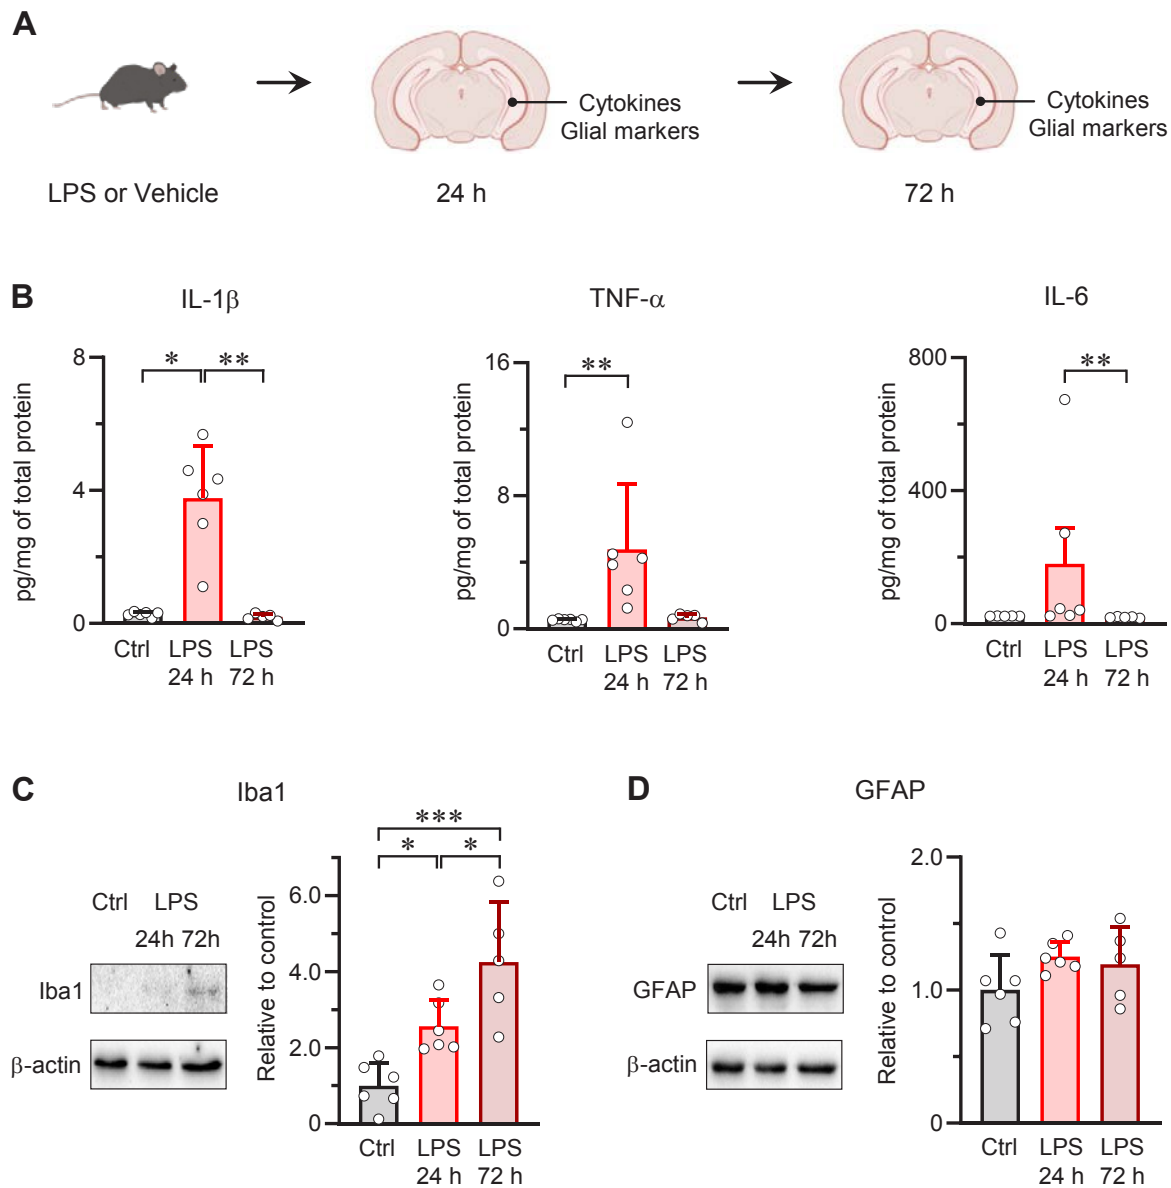 A
Cytokines
Glial markers
Cytokines
Glial markers
LPS or Vehicle
24 h
72 h
B
IL-1β
TNF-α
IL-6
pg/mg of total protein
8
4
0
*
**
Ctrl
LPS
24 h
LPS
72 h
pg/mg of total protein
16
8
0
**
Ctrl
LPS
24 h
LPS
72 h
pg/mg of total protein
800
400
0
**
Ctrl
LPS
24 h
LPS
72 h
C
Iba1
Ctrl LPS
24h 72h
Iba1
β-actin
Relative to control
6.0
4.0
2.0
0
***
*
*
Ctrl
LPS
24 h
LPS
72 h
D
GFAP
Ctrl LPS
24h 72h
GFAP
β-actin
Relative to control
2.0
1.0
0
Ctrl
LPS
24 h
LPS
72 h